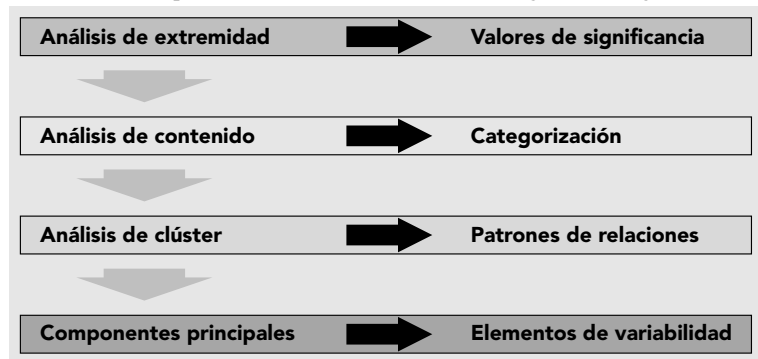 Análisis de extremidad Valores de significancia
Análisis de contenido Categorización
Análisis de clúster Patrones de relaciones
Componentes principales Elementos de variabilidad